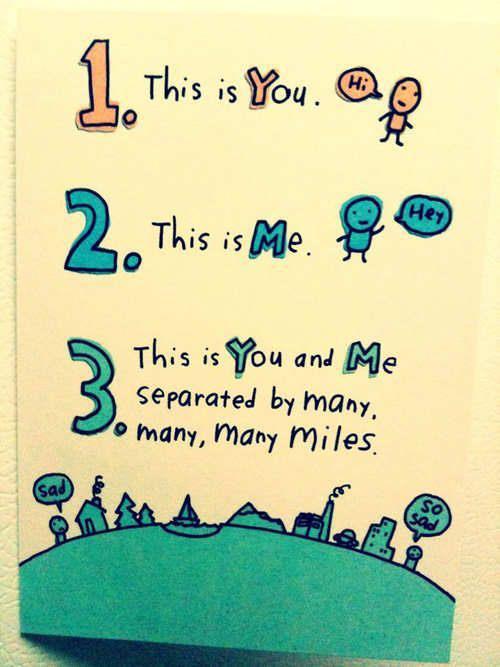 1. This is You. Hi
2. This is Me. Hey
3. This is You and Me
separated by many,
many, many miles.
sad
so
sad